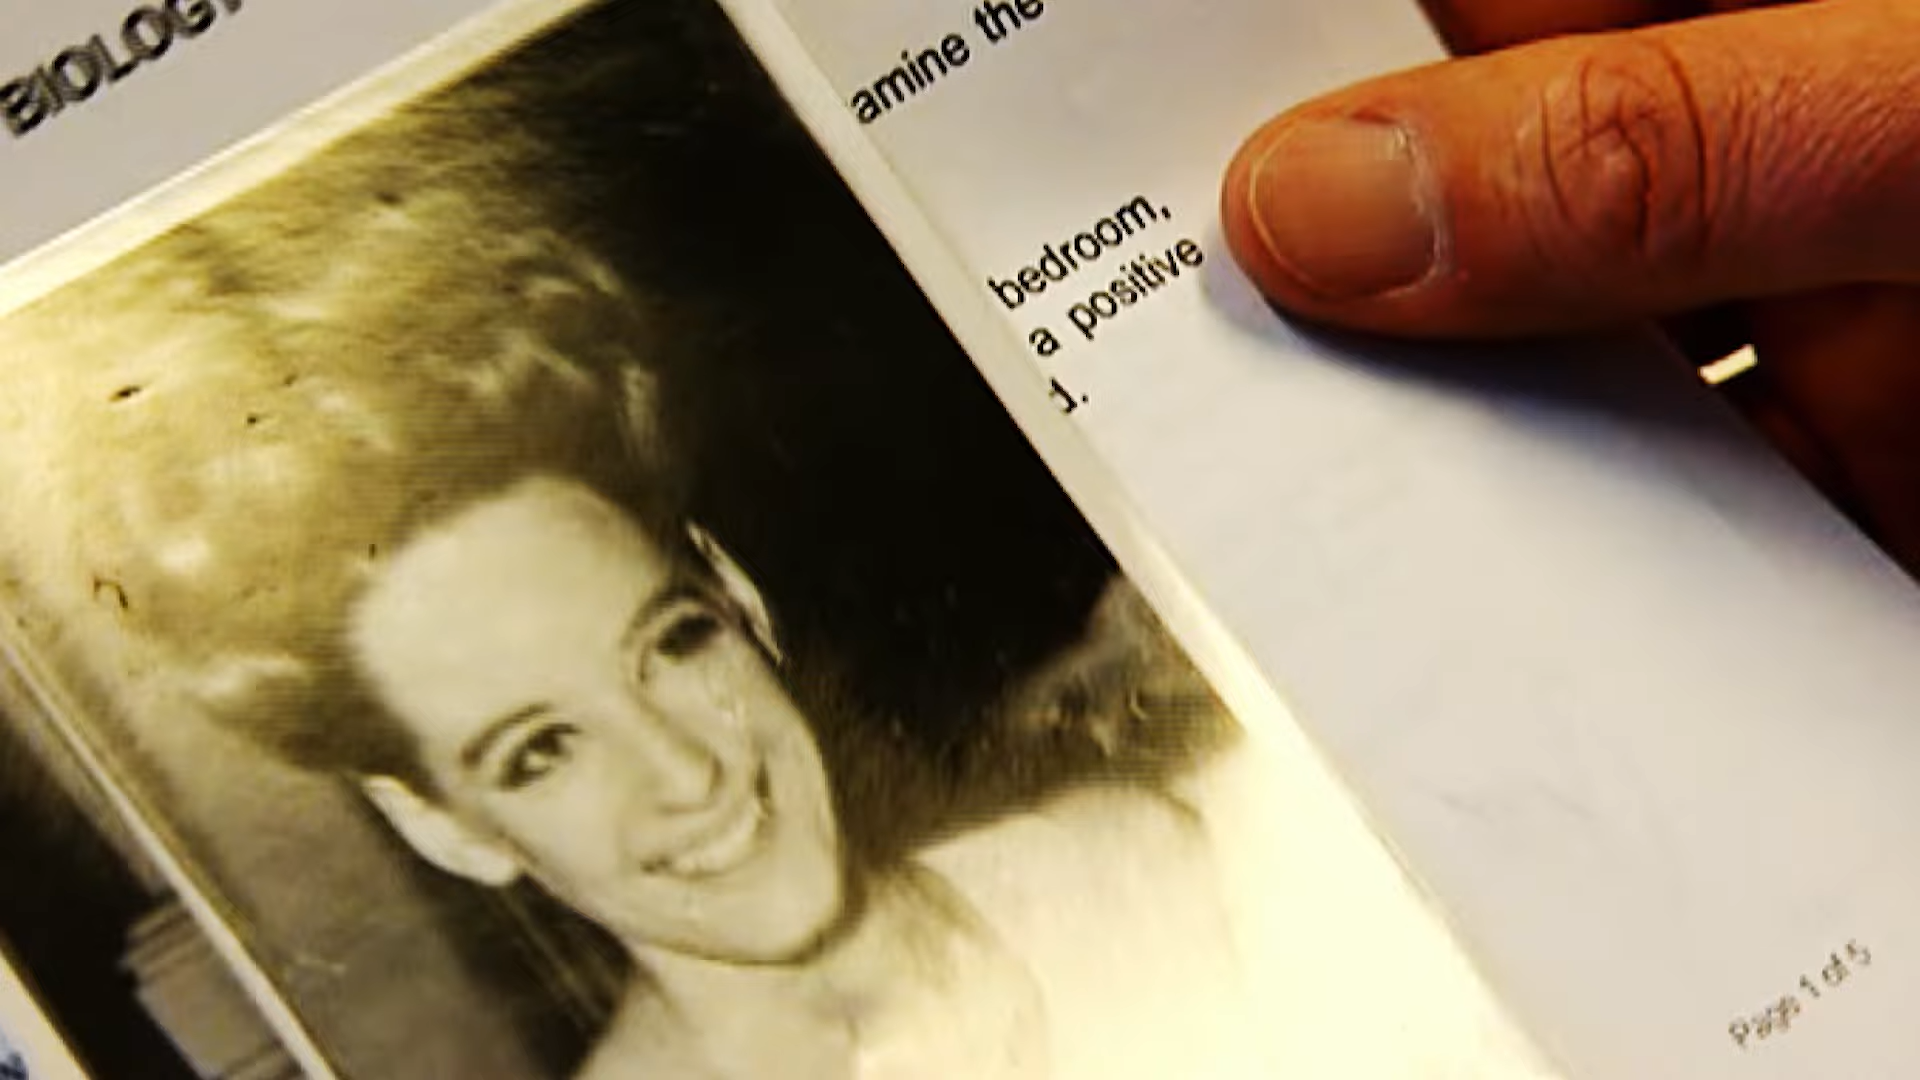 BIOLOGY
amine the
bedroom,
a positive
d.
Page 1 of 5